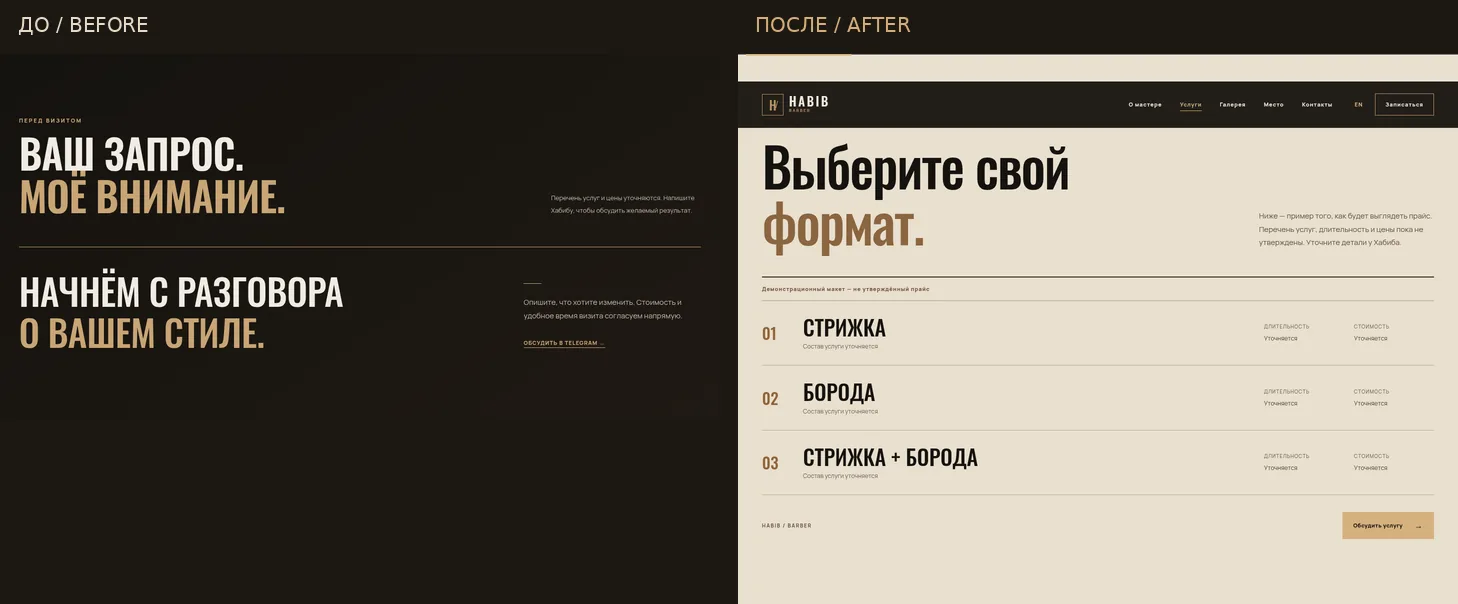 ДО / BEFORE
ПЕРЕД ВИЗИТОМ
ВАШ ЗАПРОС.
МОЁ ВНИМАНИЕ.
Перечень услуг и цены уточняются. Напишите
Хабибу, чтобы обсудить желаемый результат.
НАЧНЁМ С РАЗГОВОРА
О ВАШЕМ СТИЛЕ.
Опишите, что хотите изменить. Стоимость и
удобное время визита согласуем напрямую.
ОБСУДИТЬ В TELEGRAM →
ПОСЛЕ / AFTER
H/ HABIB
BARBER
О мастере Услуги Галерея Место Контакты EN Записаться
Выберите свой
формат.
Ниже — пример того, как будет выглядеть прайс.
Перечень услуг, длительность и цены пока не
утверждены. Уточните детали у Хабиба.
Демонстрационный макет — не утверждённый прайс
01 СТРИЖКА
Состав услуги уточняется
ДЛИТЕЛЬНОСТЬ СТОИМОСТЬ
Уточняется Уточняется
02 БОРОДА
Состав услуги уточняется
ДЛИТЕЛЬНОСТЬ СТОИМОСТЬ
Уточняется Уточняется
03 СТРИЖКА + БОРОДА
Состав услуги уточняется
ДЛИТЕЛЬНОСТЬ СТОИМОСТЬ
Уточняется Уточняется
HABIB / BARBER
Обсудить услугу →